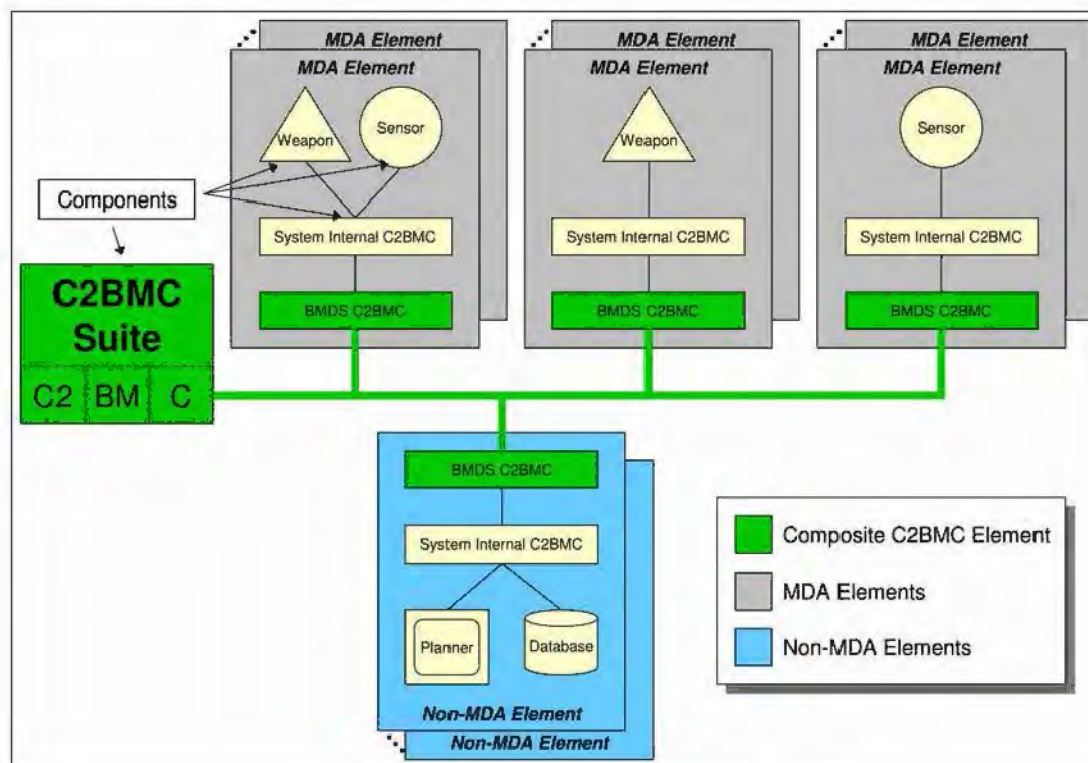 MDA Element
MDA Element
Weapon
Sensor
System Internal C2BMC
BMDS C2BMC
MDA Element
MDA Element
Weapon
System Internal C2BMC
BMDS C2BMC
MDA Element
MDA Element
Sensor
System Internal C2BMC
BMDS C2BMC
Components
C2BMC
Suite
C2 BM C
BMDS C2BMC
System Internal C2BMC
Planner
Database
Non-MDA Element
Non-MDA Element
Composite C2BMC Element
MDA Elements
Non-MDA Elements